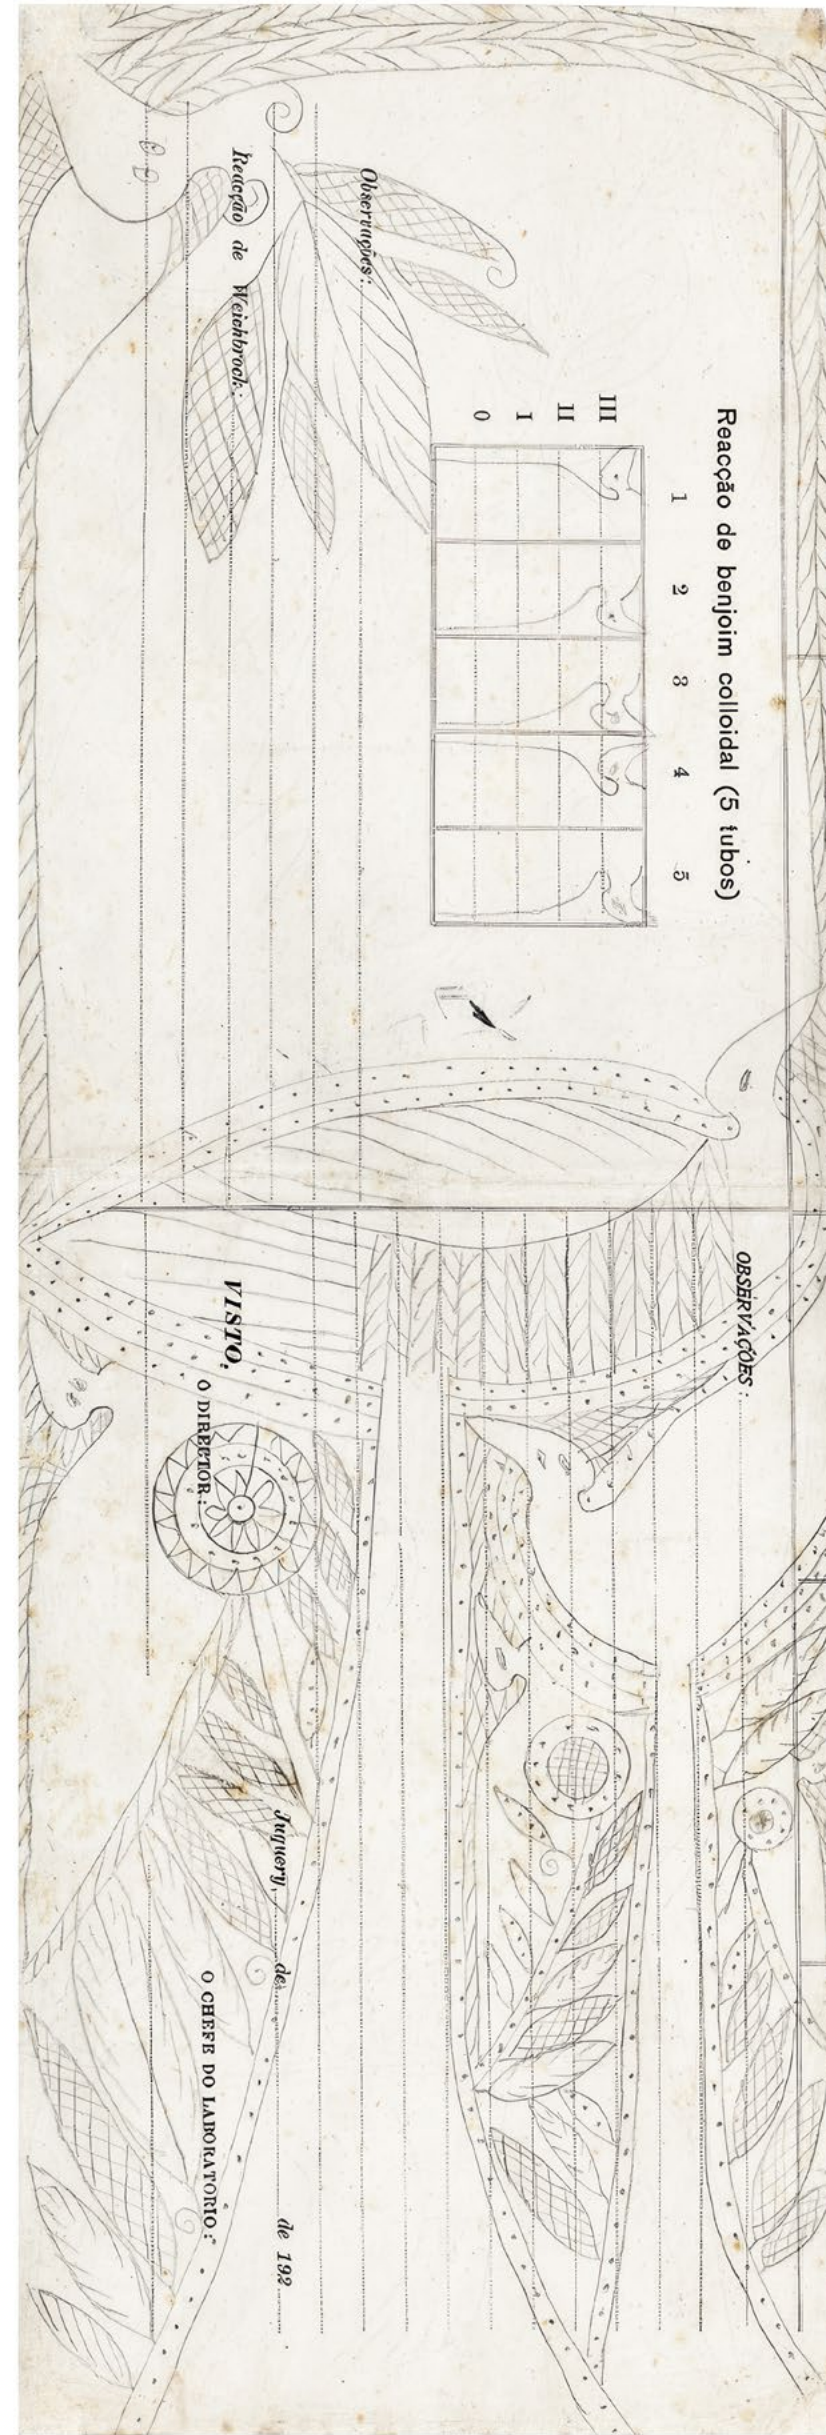 Reacção de benjoim colloidal (5 tubos)
1 2 3 4 5
III
II
I
0
Observações:
Reacção de Weichbrock:
OBSERVAÇÕES:
Juquery, de de 192
VISTO,
O DIRECTOR:
O CHEFE DO LABORATORIO: